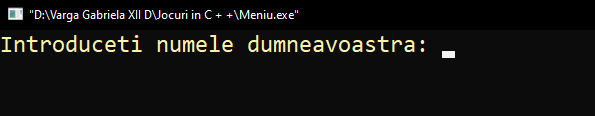 "D:\Varga Gabriela XII D\Jocuri in C + +\Meniu.exe"
Introduceti numele dumneavoastra: